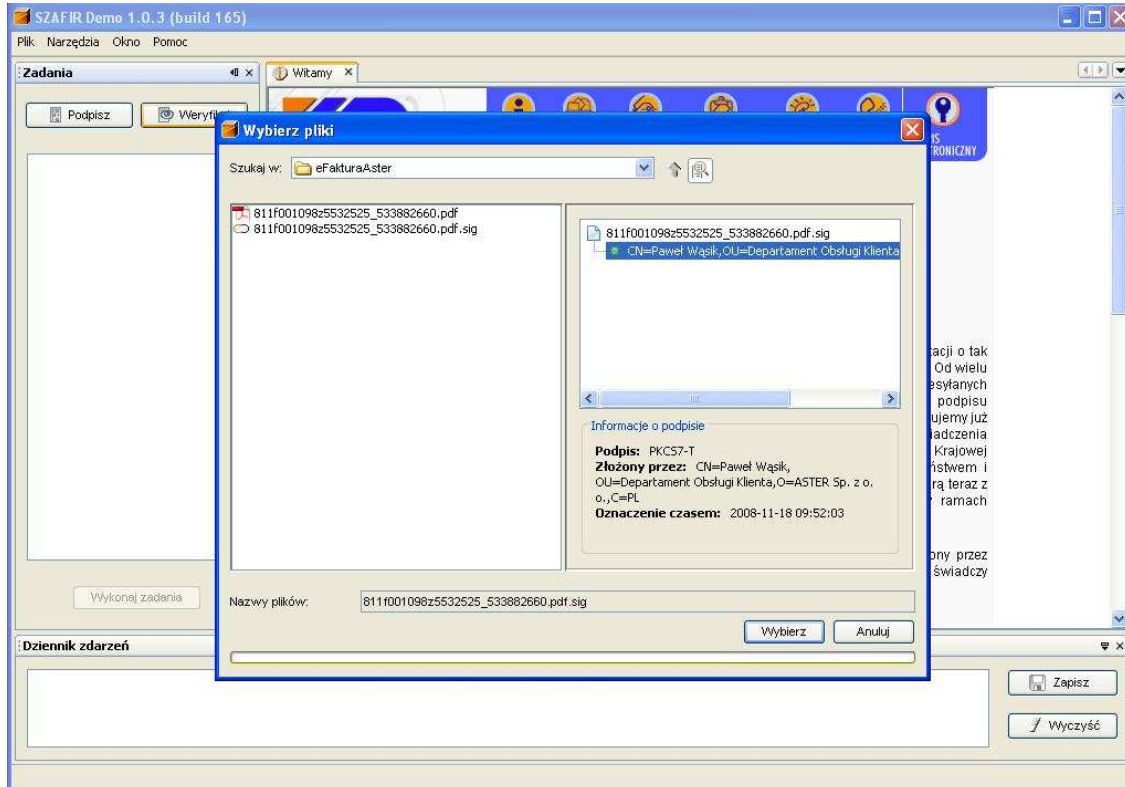 SZAFIR Demo 1.0.3 (build 165)
Plik Narzędzia Okno Pomoc
Zadania
Witamy
Podpisz
Wybierz pliki
RONICZNY
Szukaj w: eFakturaAster
811f001098z5532525_533882660.pdf
811f001098z5532525_533882660.pdf.sig
811f001098z5532525_533882660.pdf.sig
CN=Paweł Wąsik,OU=Departament Obsługi Klienta
Informacje o podpisie
Podpis: PKCS7-T
Złożony przez: CN=Paweł Wąsik,
OU=Departament Obsługi Klienta,O=ASTER Sp. z o.
o.,C=PL
Oznaczenie czasem: 2008-11-18 09:52:03
acji o tak
Od wielu
esyłanych
podpisu
ujemy już
iadczenia
Krajowej
ństwem i
rą teraz z
ramach
ony przez
świadczy
Wykonaj zadania
Nazwy plików: 811f001098z5532525_533882660.pdf.sig
Wybierz Anuluj
Dziennik zdarzeń
Zapisz
Wyczyść